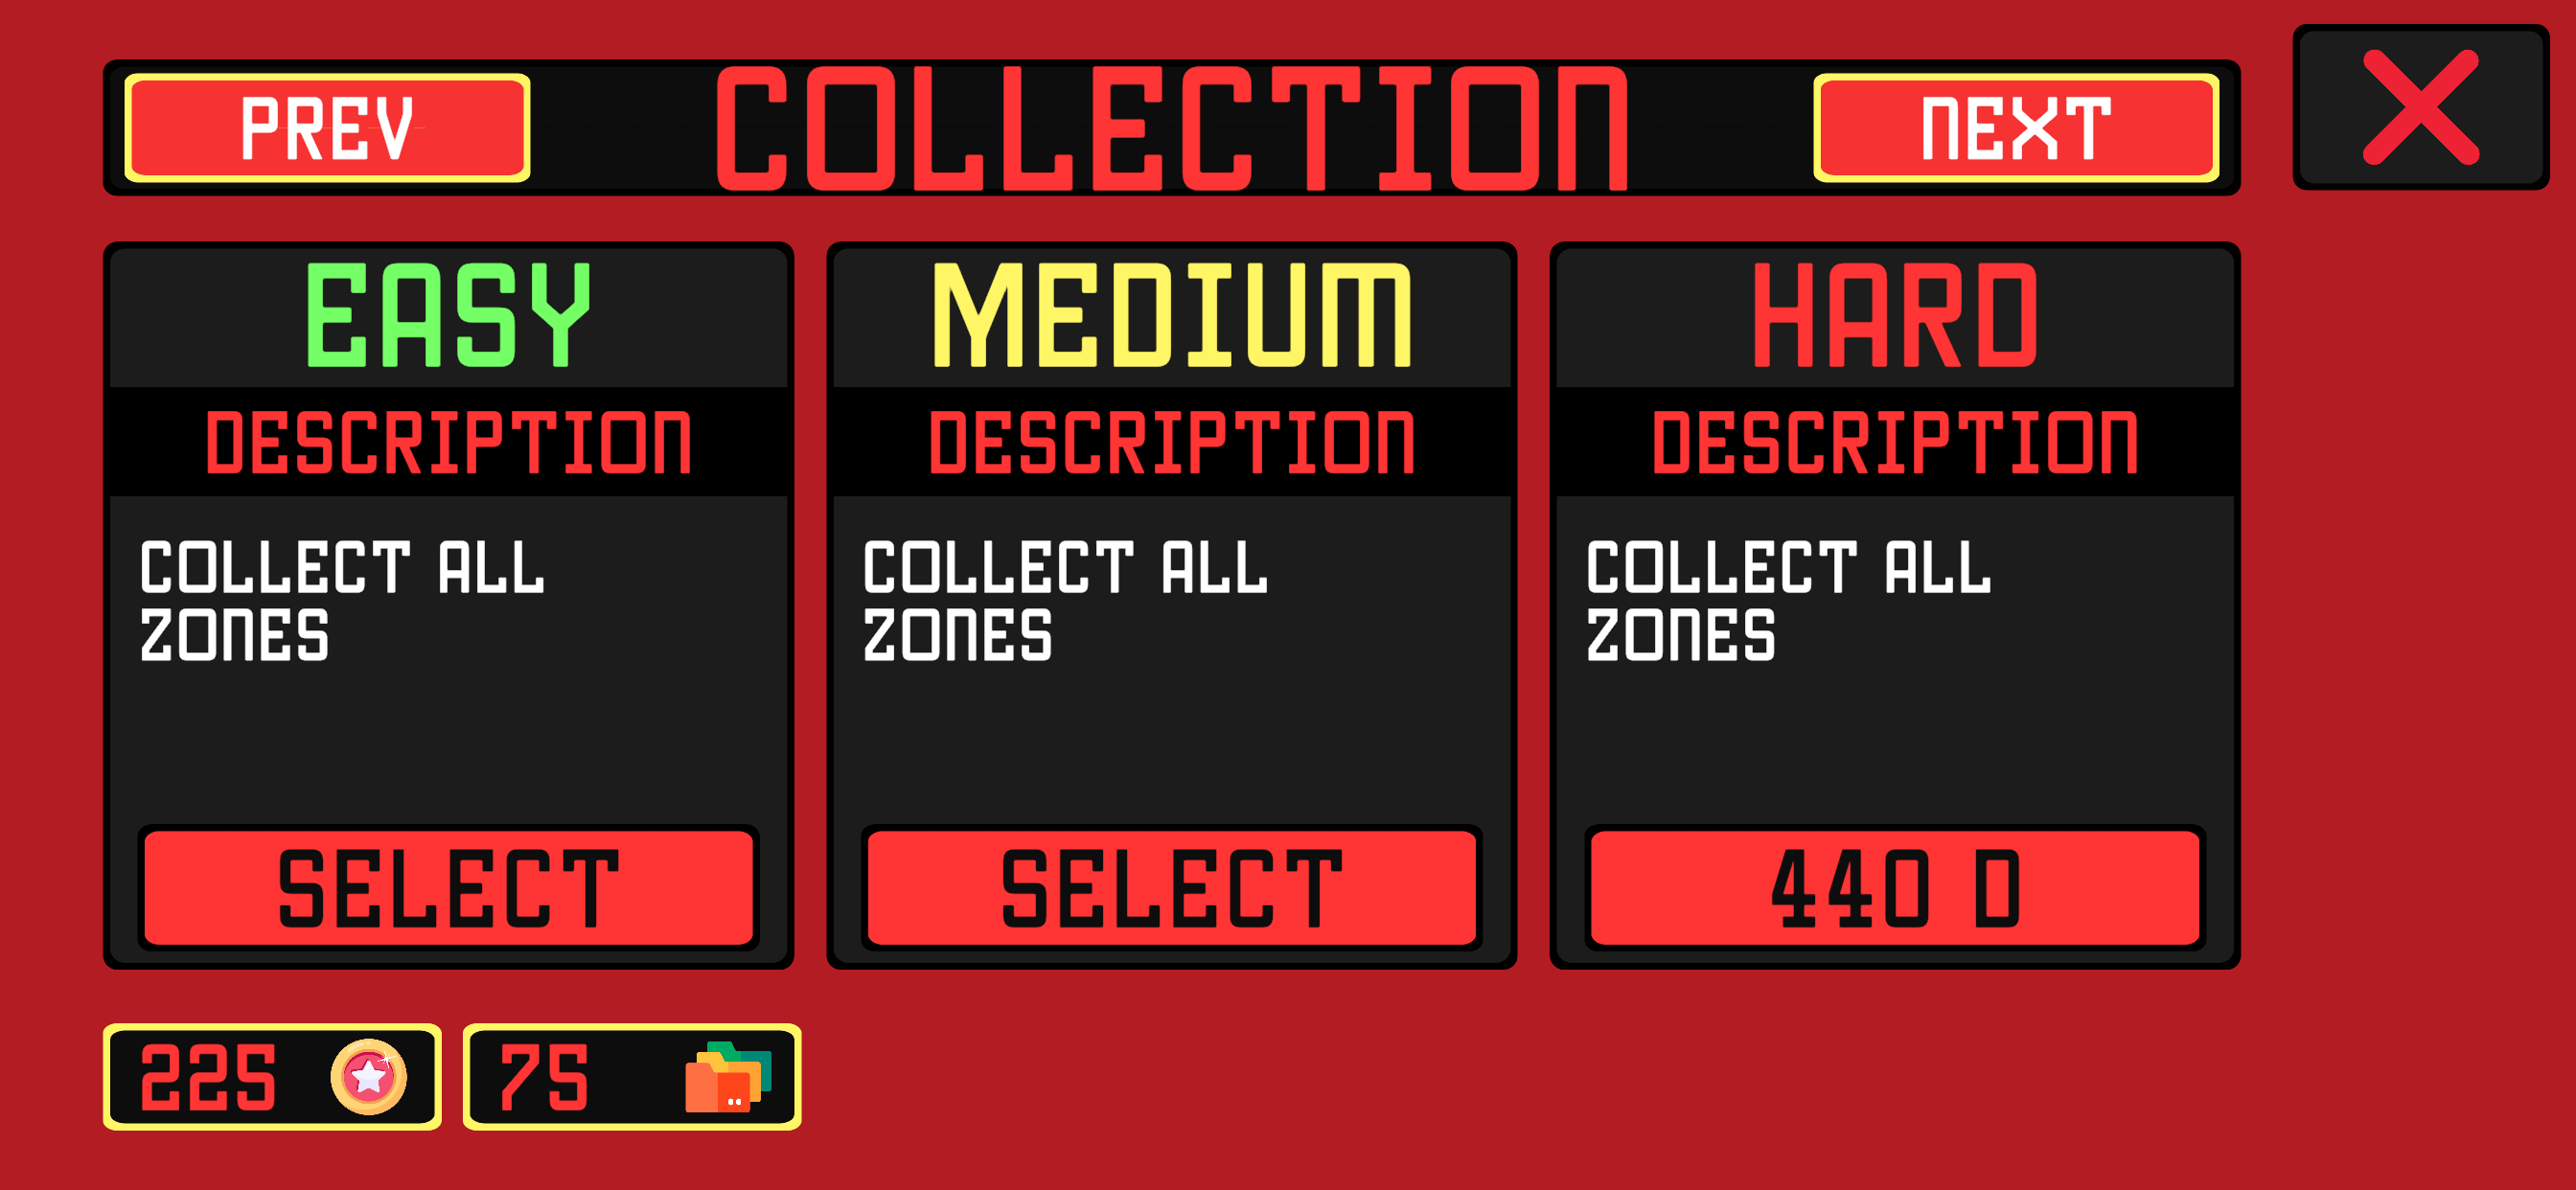 PREV
COLLECTION
NEXT
EASY
DESCRIPTION
COLLECT ALL
ZONES
SELECT
MEDIUM
DESCRIPTION
COLLECT ALL
ZONES
SELECT
HARD
DESCRIPTION
COLLECT ALL
ZONES
440 D
225
75